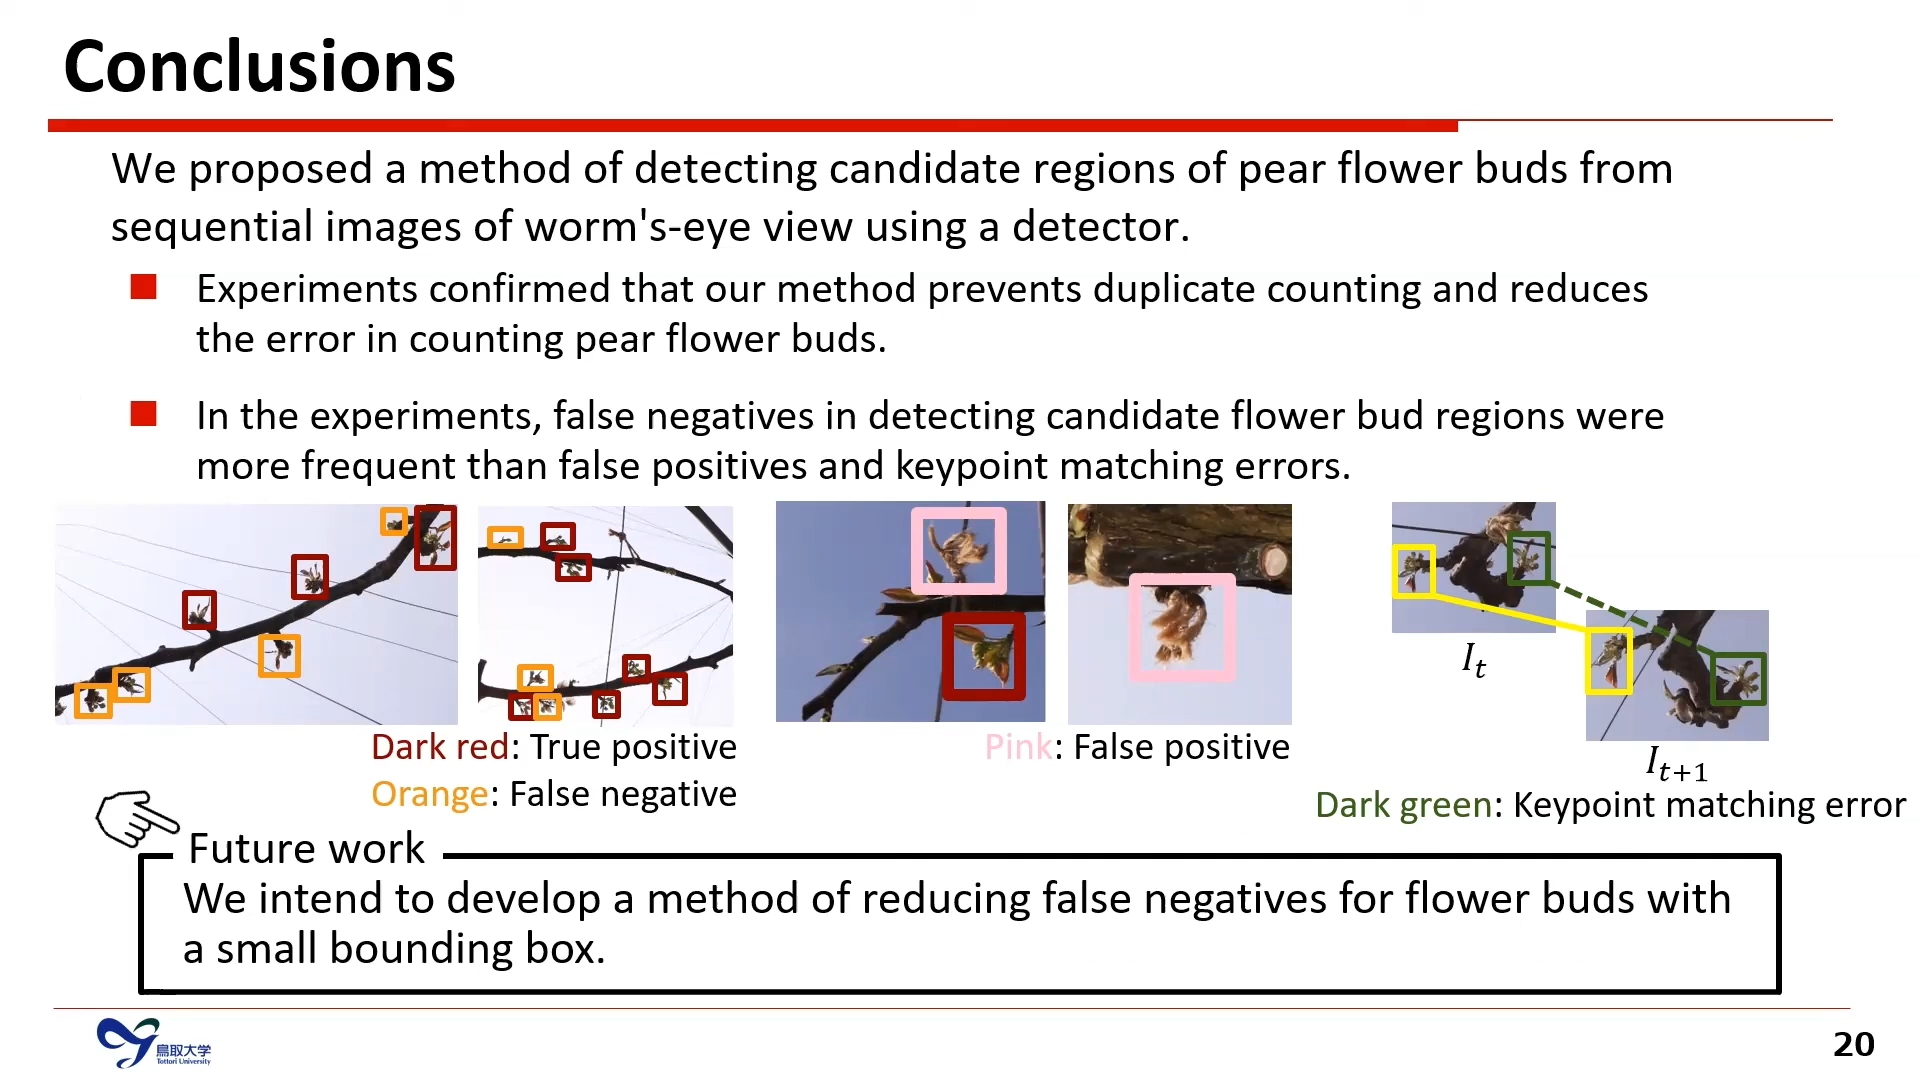 Conclusions
We proposed a method of detecting candidate regions of pear flower buds from
sequential images of worm's-eye view using a detector.
Experiments confirmed that our method prevents duplicate counting and reduces
the error in counting pear flower buds.
In the experiments, false negatives in detecting candidate flower bud regions were
more frequent than false positives and keypoint matching errors.
Dark red: True positive
Orange: False negative
Pink: False positive
I_t
I_{t+1}
Dark green: Keypoint matching error
Future work
We intend to develop a method of reducing false negatives for flower buds with
a small bounding box.
鳥取大学
Tottori University
20